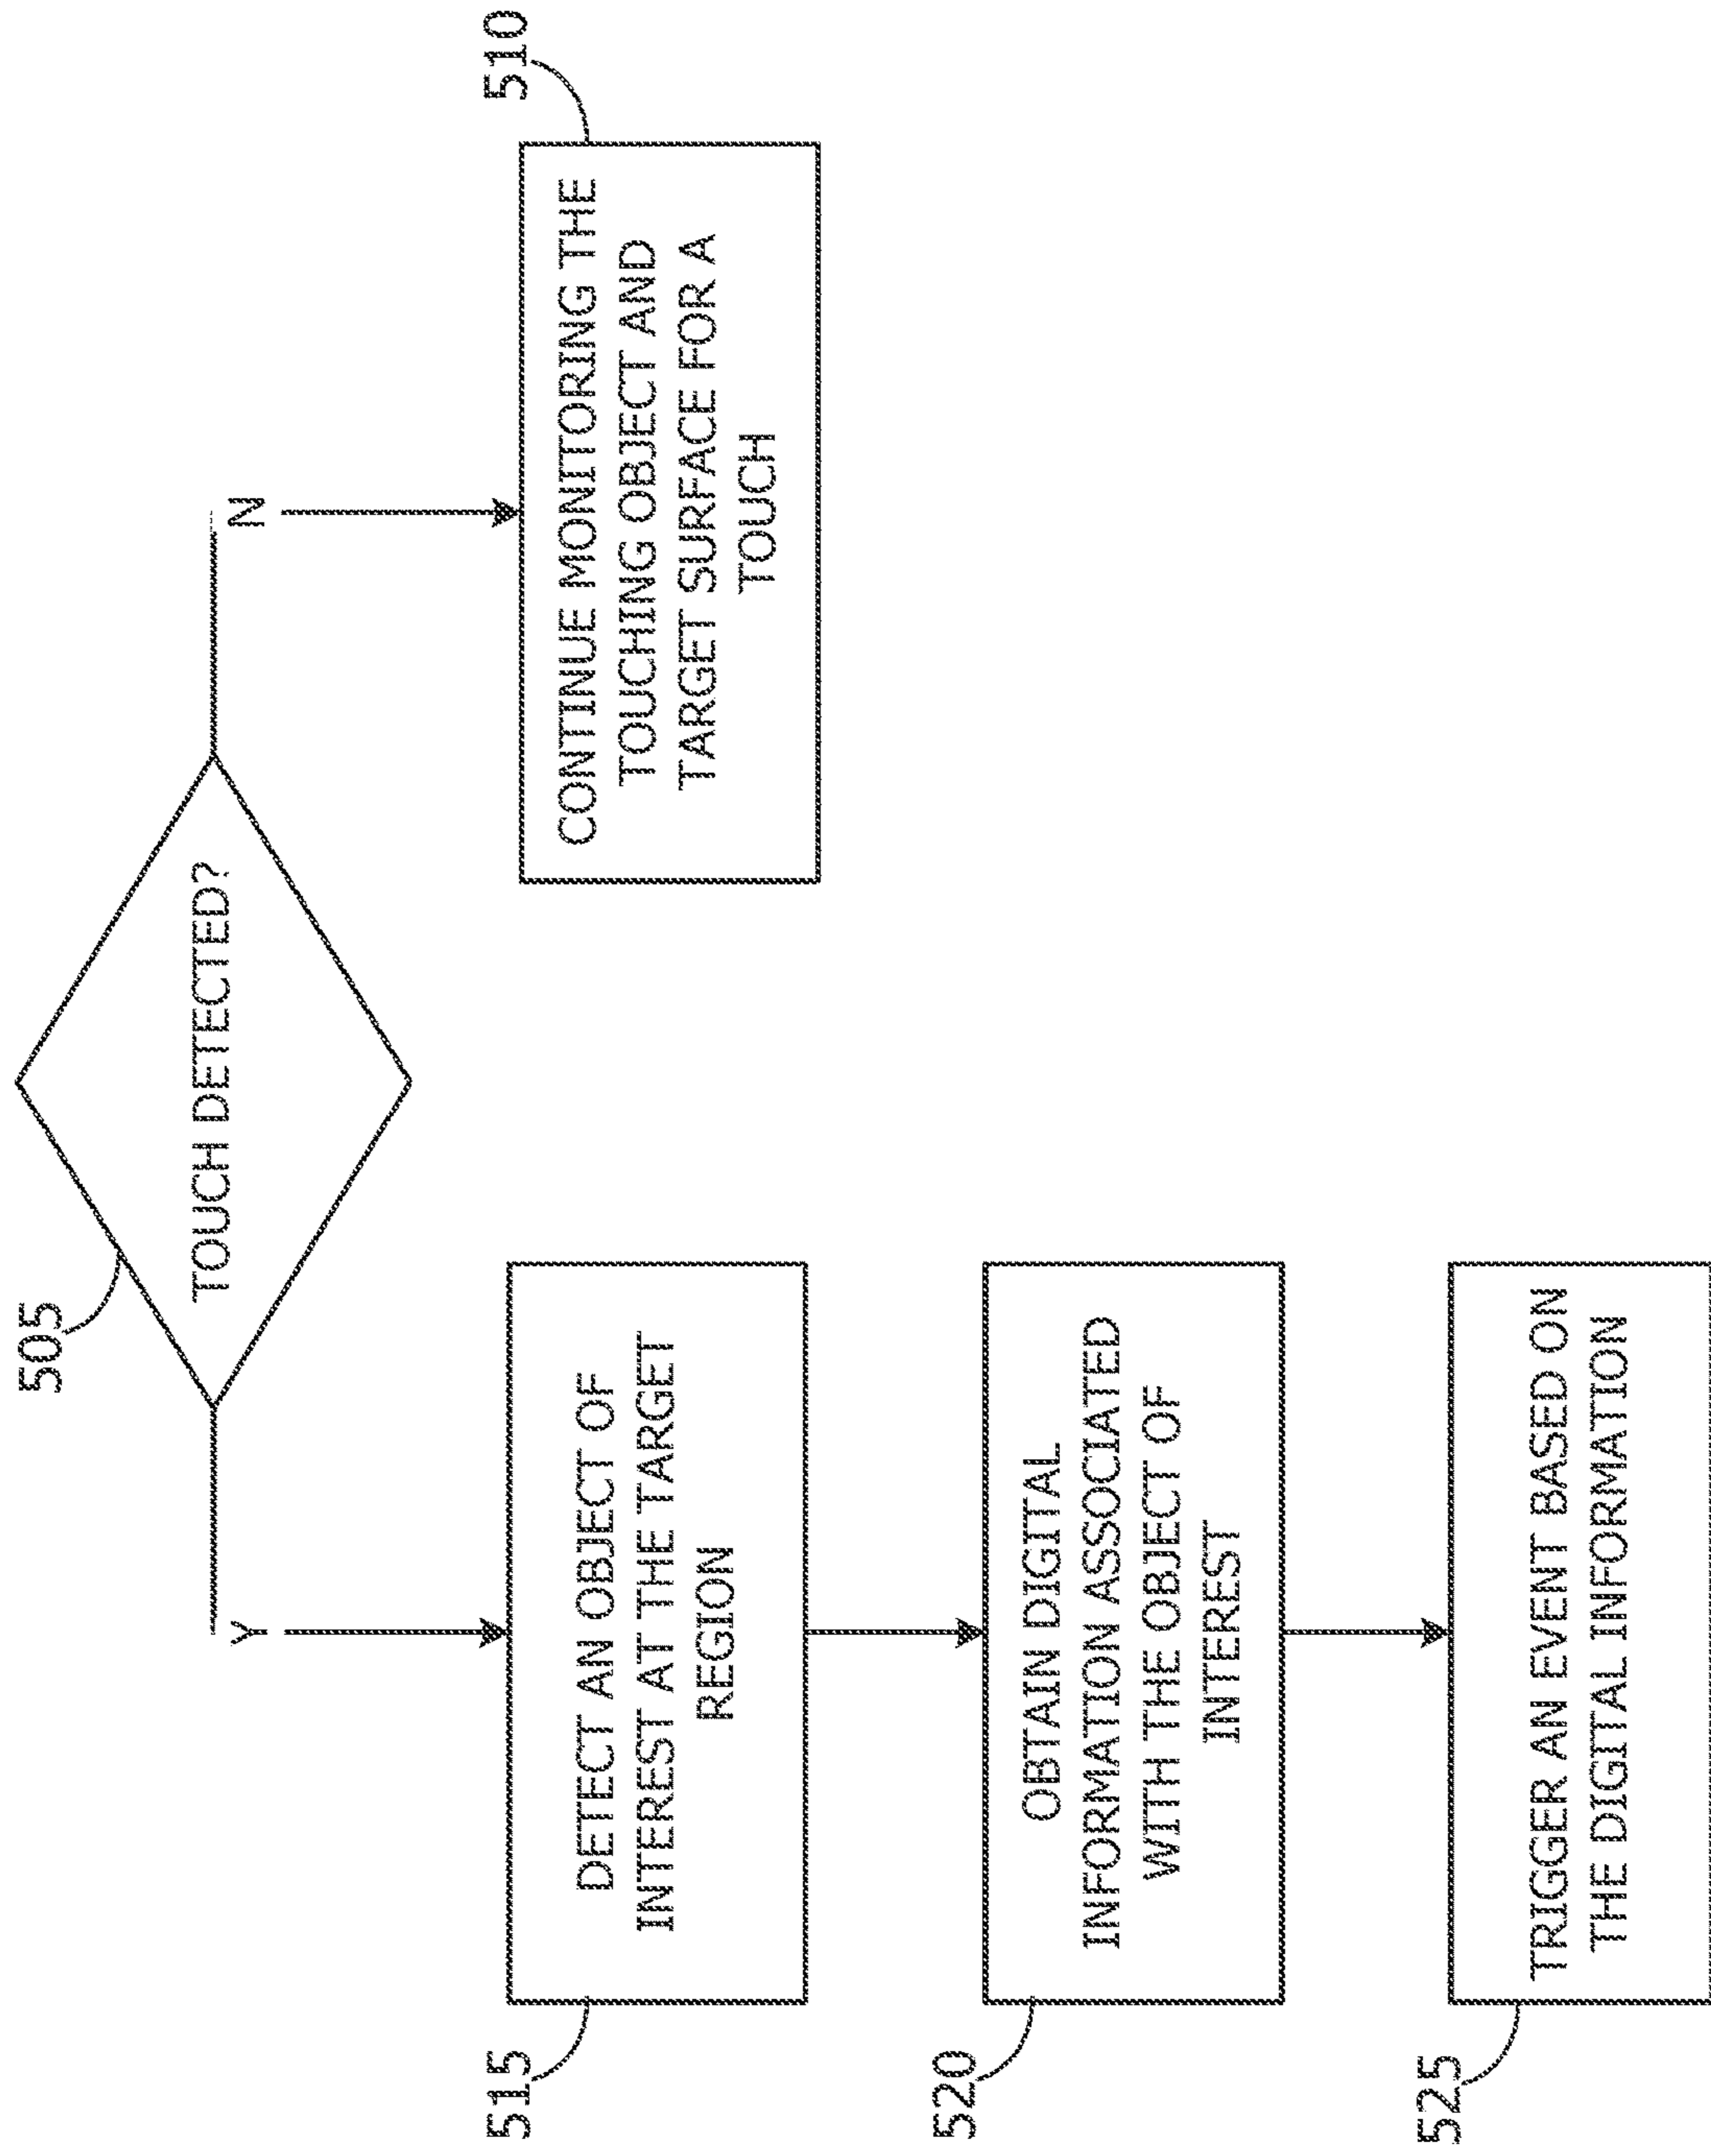 505
TOUCH DETECTED?
Y
N
515
DETECT AN OBJECT OF
INTEREST AT THE TARGET
REGION
510
CONTINUE MONITORING THE
TOUCHING OBJECT AND
TARGET SURFACE FOR A
TOUCH
520
OBTAIN DIGITAL
INFORMATION ASSOCIATED
WITH THE OBJECT OF
INTEREST
525
TRIGGER AN EVENT BASED ON
THE DIGITAL INFORMATION